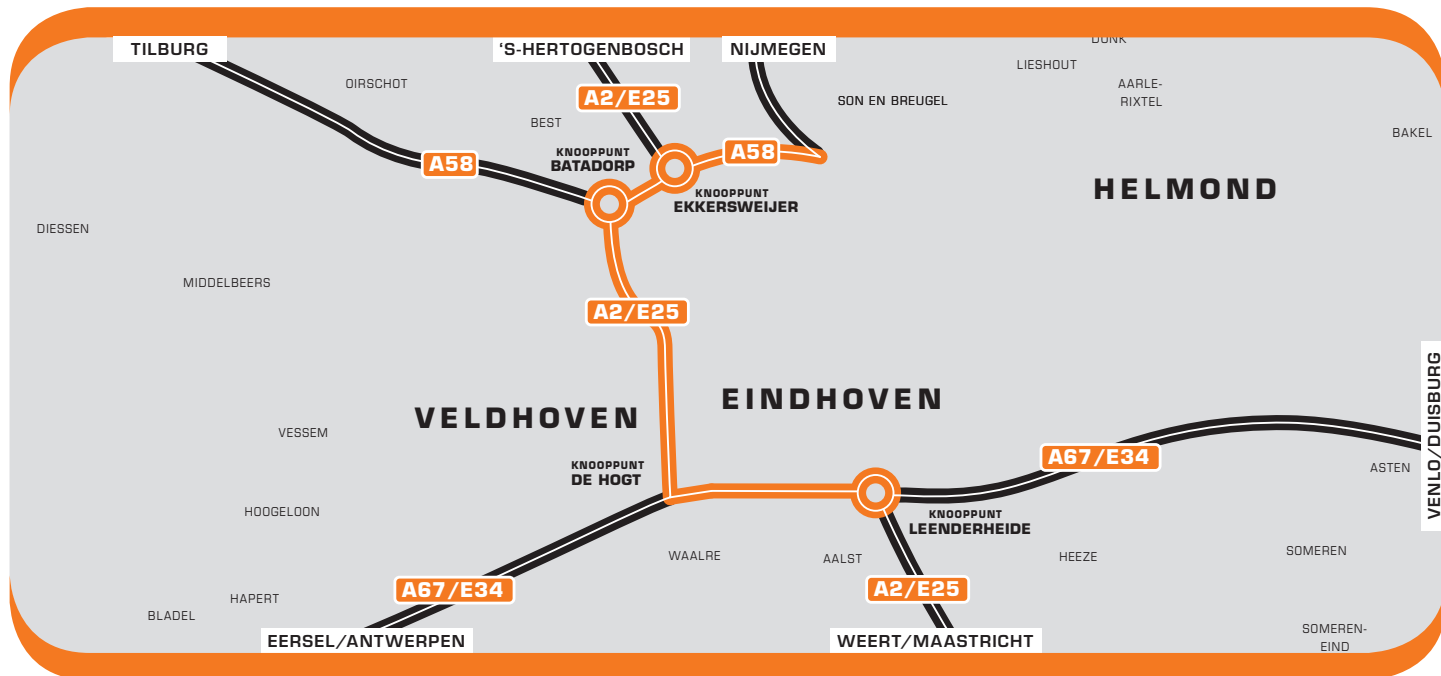 TILBURG
‘S-HERTOGENBOSCH
NIJMEGEN
DONK
LIESHOUT
OIRSCHOT
AARLE-
RIXTEL
A2/E25
SON EN BREUGEL
BEST
BAKEL
KNOOPPUNT
BATADORP
A58
A58
KNOOPPUNT
EKKERSWEIJER
HELMOND
DIESSEN
MIDDELBEERS
A2/E25
EINDHOVEN
VELDHOVEN
VENLO/DUISBURG
VESSEM
A67/E34
ASTEN
KNOOPPUNT
DE HOGT
HOOGELOON
KNOOPPUNT
LEENDERHEIDE
WAALRE
AALST
HEEZE
SOMEREN
A67/E34
A2/E25
HAPERT
BLADEL
SOMEREN-
EIND
EERSEL/ANTWERPEN
WEERT/MAASTRICHT